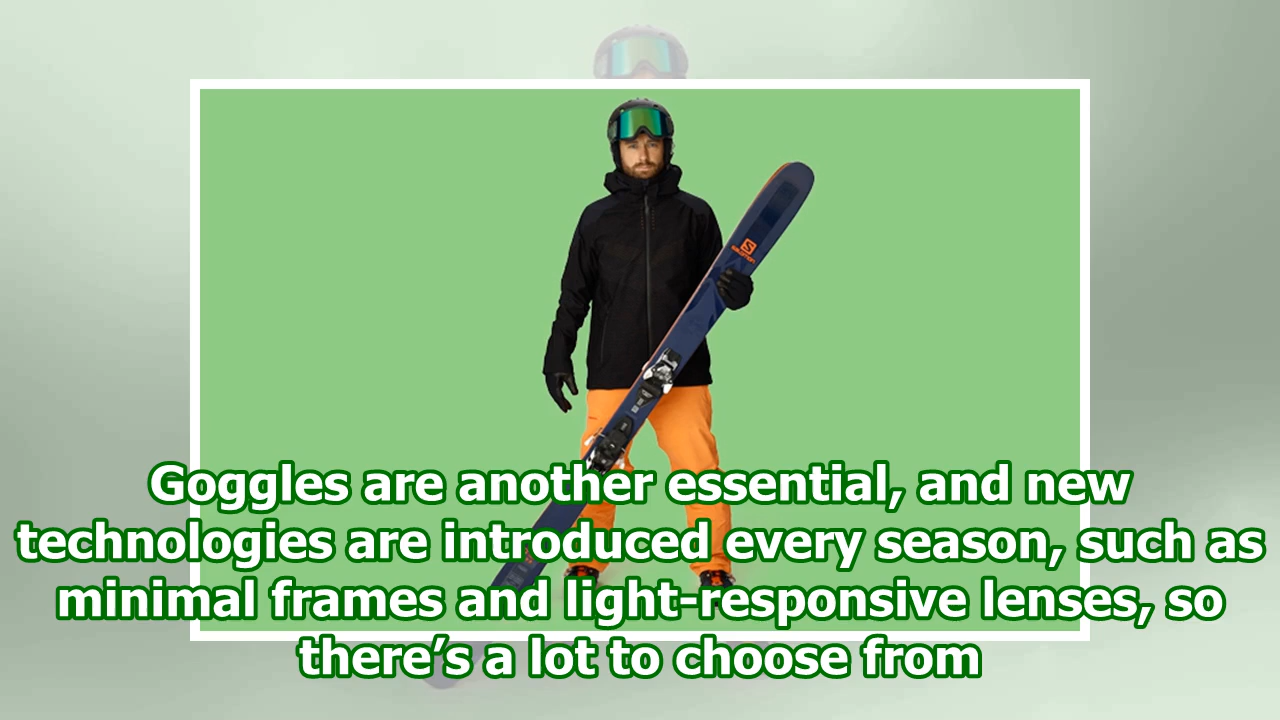 SALOMON
Goggles are another essential, and new
technologies are introduced every season, such as
minimal frames and light-responsive lenses, so
there’s a lot to choose from